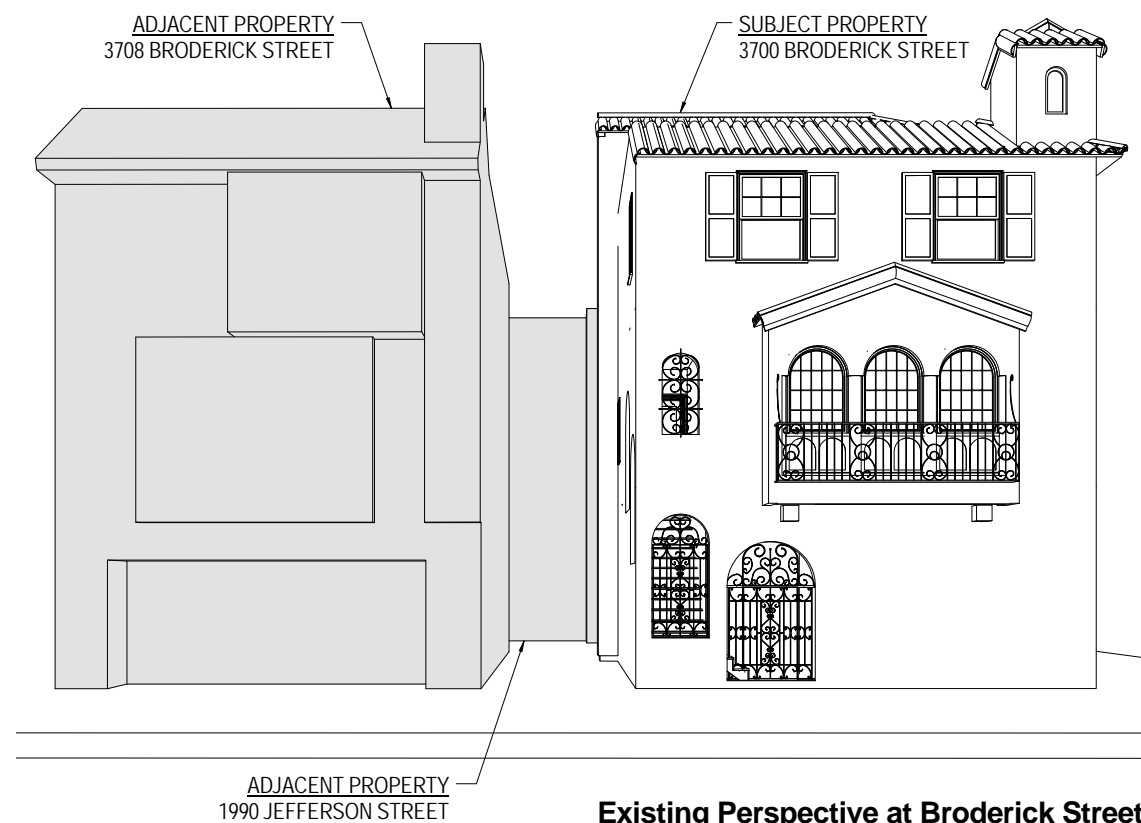 ADJACENT PROPERTY
3708 BRODERICK STREET
SUBJECT PROPERTY
3700 BRODERICK STREET
ADJACENT PROPERTY
1990 JEFFERSON STREET
Existing Perspective at Broderick Street